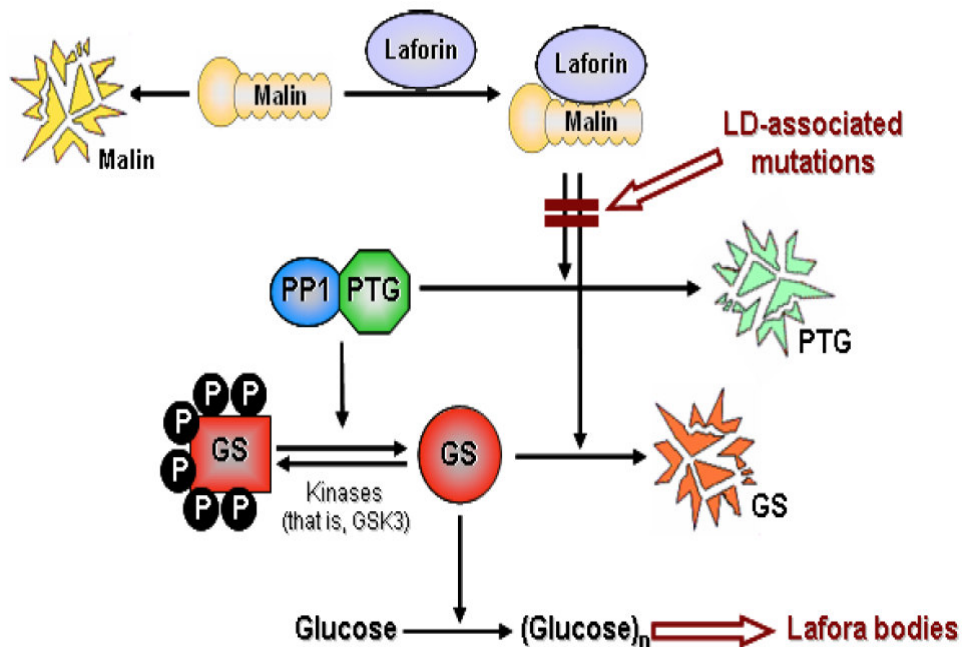 Laforin
Laforin
Malin
Malin
Malin
LD-associated
mutations
PP1 PTG
PTG
P P P
P
GS
P
P P
GS
Kinases
(that is, GSK3)
GS
Glucose
(Glucose)n
Lafora bodies